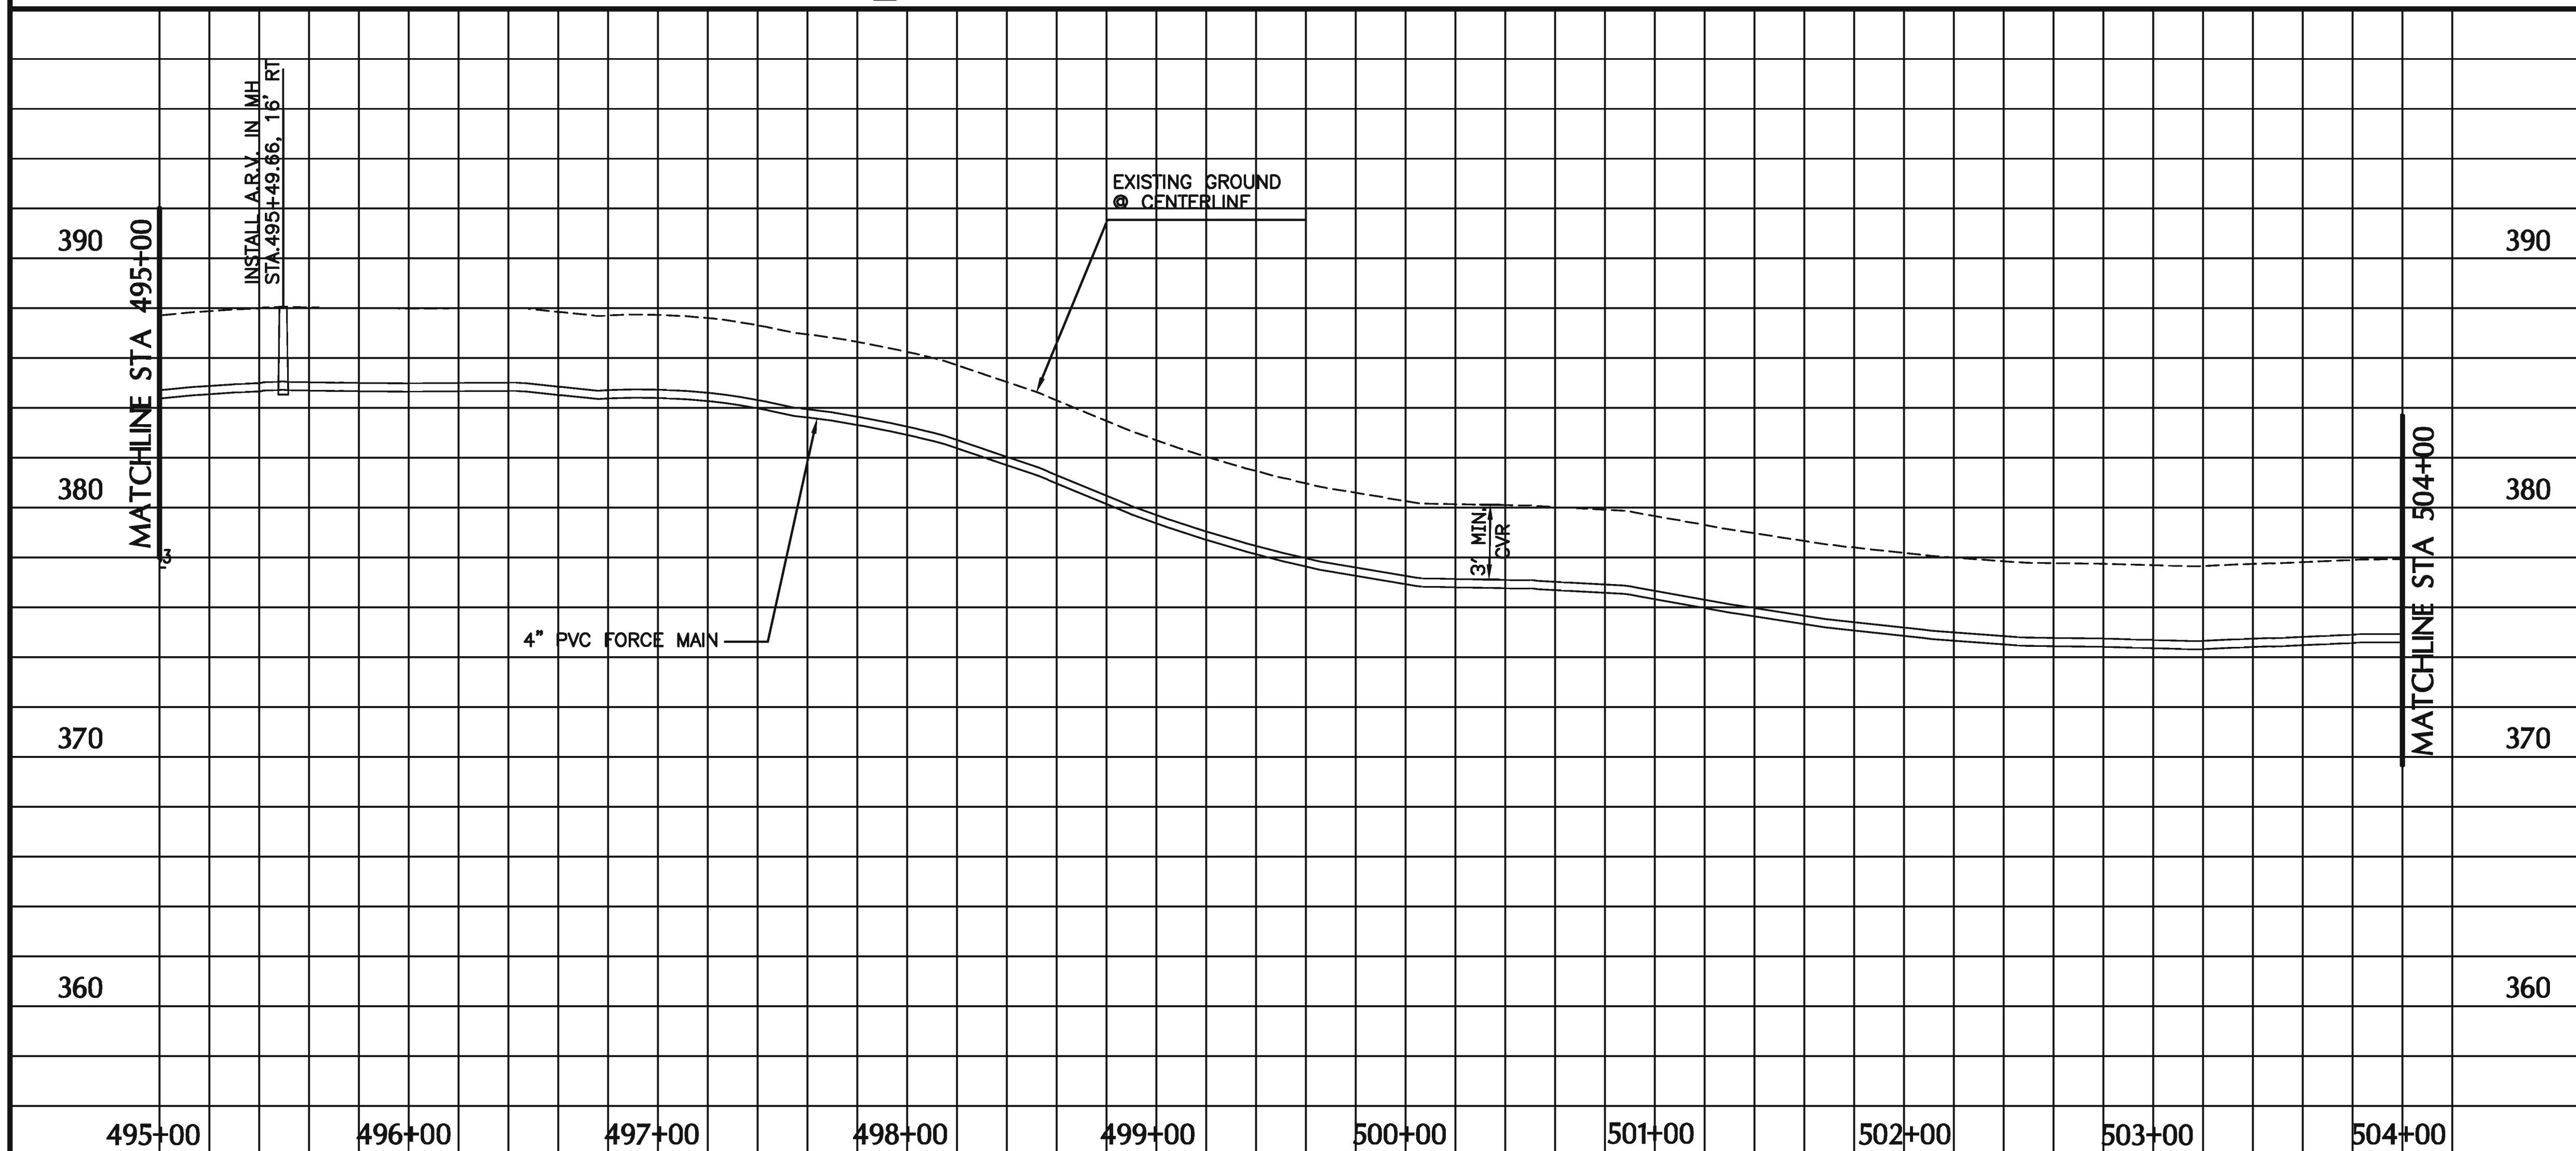 INSTALL A.R.V. IN MH
STA.495+49.66, 16' RT
EXISTING GROUND
@ CENTERLINE
390
390
MATCHLINE STA 495+00
380
380
3' MIN.
CVR
MATCHLINE STA 504+00
4" PVC FORCE MAIN
370
370
360
360
495+00 496+00 497+00 498+00 499+00 500+00 501+00 502+00 503+00 504+00